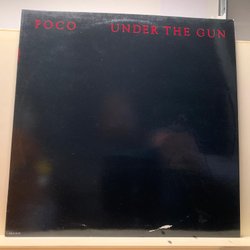 POCO UNDER THE GUN